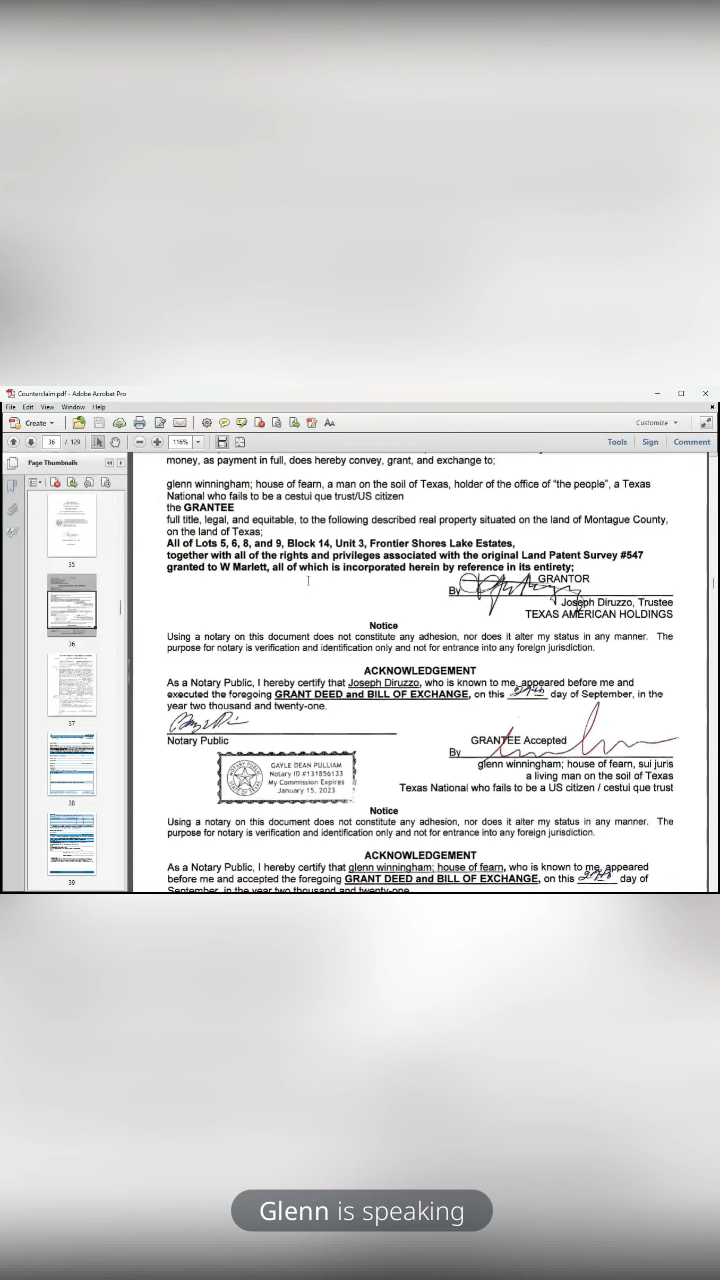 Counterclaim.pdf - Adobe Acrobat Pro
File Edit View Window Help
Create
Customize
36 / 129
116%
Tools Sign Comment
Page Thumbnails
35
36
37
38
39
money, as payment in full, does hereby convey, grant, and exchange to;
glenn winningham; house of fearn, a man on the soil of Texas, holder of the office of "the people", a Texas
National who fails to be a cestui que trust/US citizen
the GRANTEE
full title, legal, and equitable, to the following described real property situated on the land of Montague County,
on the land of Texas;
All of Lots 5, 6, 8, and 9, Block 14, Unit 3, Frontier Shores Lake Estates,
together with all of the rights and privileges associated with the original Land Patent Survey #547
granted to W Marlett, all of which is incorporated herein by reference in its entirety;
GRANTOR
By
Joseph Diruzzo, Trustee
TEXAS AMERICAN HOLDINGS
Notice
Using a notary on this document does not constitute any adhesion, nor does it alter my status in any manner. The
purpose for notary is verification and identification only and not for entrance into any foreign jurisdiction.
ACKNOWLEDGEMENT
As a Notary Public, I hereby certify that Joseph Diruzzo, who is known to me, appeared before me and
executed the foregoing GRANT DEED and BILL OF EXCHANGE, on this day of September, in the
year two thousand and twenty-one.
Notary Public
GRANTEE Accepted
By
GAYLE DEAN PULLIAM
Notary ID #131856133
My Commission Expires
January 15, 2023
glenn winningham; house of fearn, sui juris
a living man on the soil of Texas
Texas National who fails to be a US citizen / cestui que trust
Notice
Using a notary on this document does not constitute any adhesion, nor does it alter my status in any manner. The
purpose for notary is verification and identification only and not for entrance into any foreign jurisdiction.
ACKNOWLEDGEMENT
As a Notary Public, I hereby certify that glenn winningham; house of fearn, who is known to me, appeared
before me and accepted the foregoing GRANT DEED and BILL OF EXCHANGE, on this day of
September, in the year two thousand and twenty-one.
Glenn is speaking